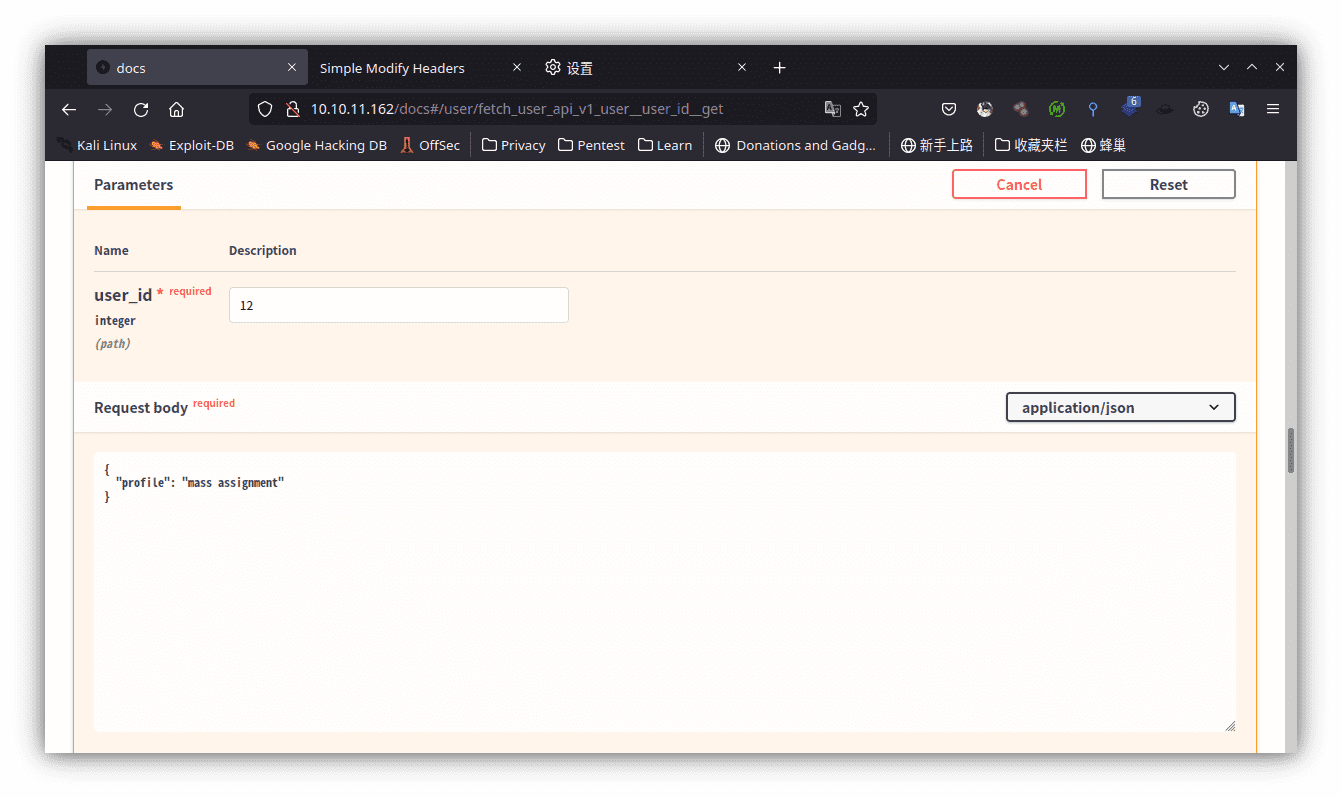 docs Simple Modify Headers 设置
10.10.11.162/docs#/user/fetch_user_api_v1_user__user_id__get 6
Kali Linux Exploit-DB Google Hacking DB OffSec Privacy Pentest Learn Donations and Gadg... 新手上路 收藏夹栏 蜂巢
Parameters Cancel Reset
Name Description
user_id * required 12
integer
(path)
Request body required application/json
{
"profile": "mass assignment"
}